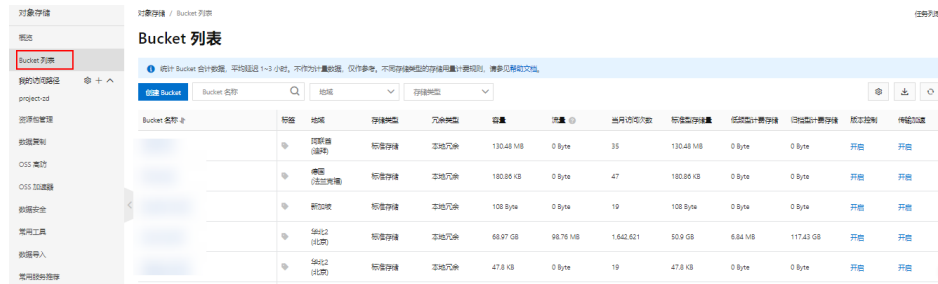 对象存储
对象存储 / Bucket 列表
任务列表
概览
Bucket 列表
Bucket 列表
我的访问路径
project-zd
资源包管理
数据复制
OSS 高防
OSS 加速器
数据安全
常用工具
数据导入
常用服务推荐
统计 Bucket 合计数据，平均延迟 1~3 小时。不作为计量数据，仅作参考。不同存储类型的存储用量计费规则，请参见帮助文档。
创建 Bucket Bucket 名称 地域 存储类型
Bucket 名称 标签 地域 存储类型 冗余类型 容量 流量 当月访问次数 标准型存储量 低频型计费存储 归档型计费存储 版本控制 传输加速
阿联酋 (迪拜) 标准存储 本地冗余 130.48 MB 0 Byte 35 130.48 MB 0 Byte 0 Byte 开启 开启
德国 (法兰克福) 标准存储 本地冗余 180.86 KB 0 Byte 47 180.86 KB 0 Byte 0 Byte 开启 开启
新加坡 标准存储 本地冗余 108 Byte 0 Byte 19 108 Byte 0 Byte 0 Byte 开启 开启
华北2 (北京) 标准存储 本地冗余 68.97 GB 98.76 MB 1,642,621 50.9 GB 6.84 MB 117.43 GB 开启 开启
华北2 (北京) 标准存储 本地冗余 47.8 KB 0 Byte 19 47.8 KB 0 Byte 0 Byte 开启 开启